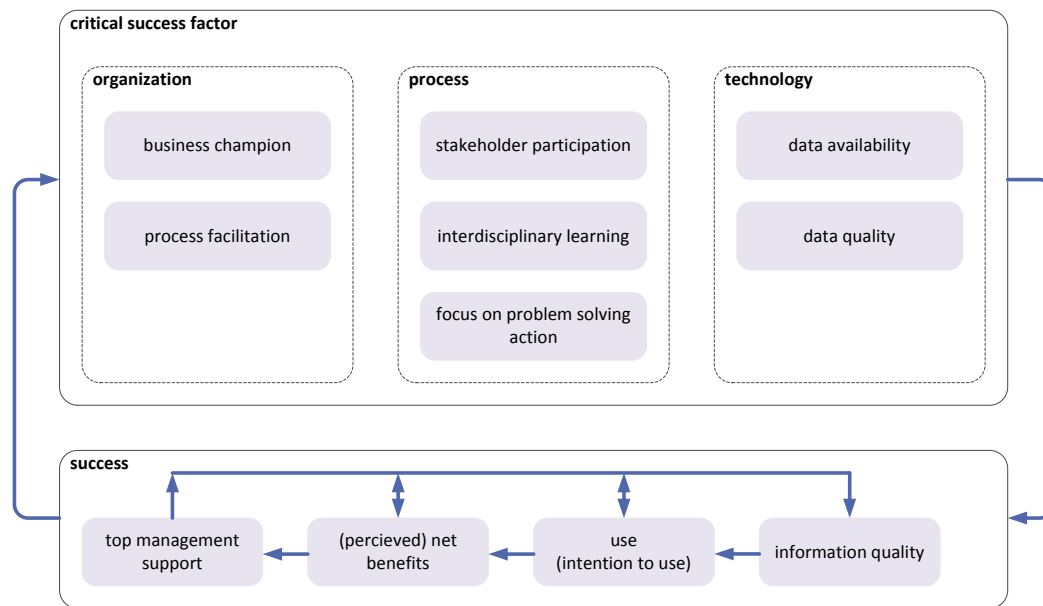 critical success factor
organization
business champion
process facilitation
process
stakeholder participation
interdisciplinary learning
focus on problem solving
action
technology
data availability
data quality
success
top management
support
(percieved) net
benefits
use
(intention to use)
information quality